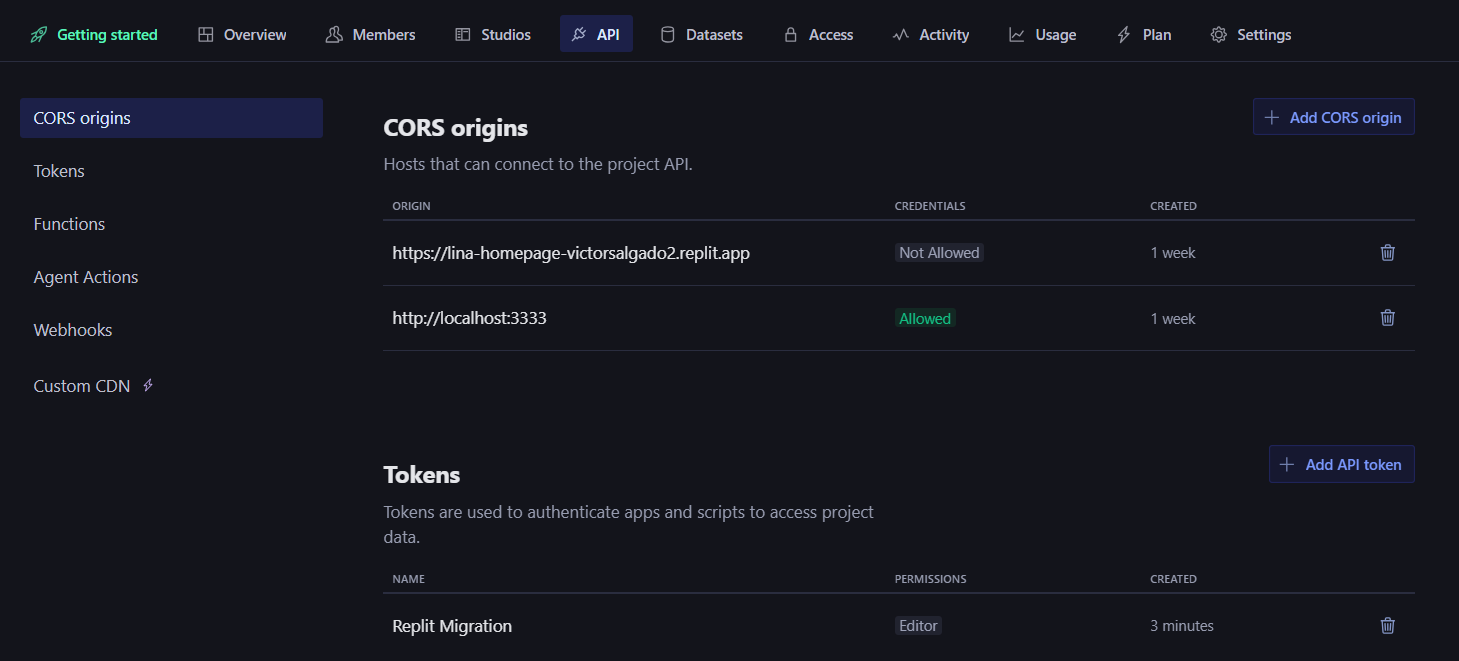 Getting started Overview Members Studios API Datasets Access Activity Usage Plan Settings
CORS origins
Tokens
Functions
Agent Actions
Webhooks
Custom CDN
CORS origins
Add CORS origin
Hosts that can connect to the project API.
ORIGIN CREDENTIALS CREATED
https://lina-homepage-victorsalgado2.replit.app Not Allowed 1 week
http://localhost:3333 Allowed 1 week
Tokens
Add API token
Tokens are used to authenticate apps and scripts to access project
data.
NAME PERMISSIONS CREATED
Replit Migration Editor 3 minutes